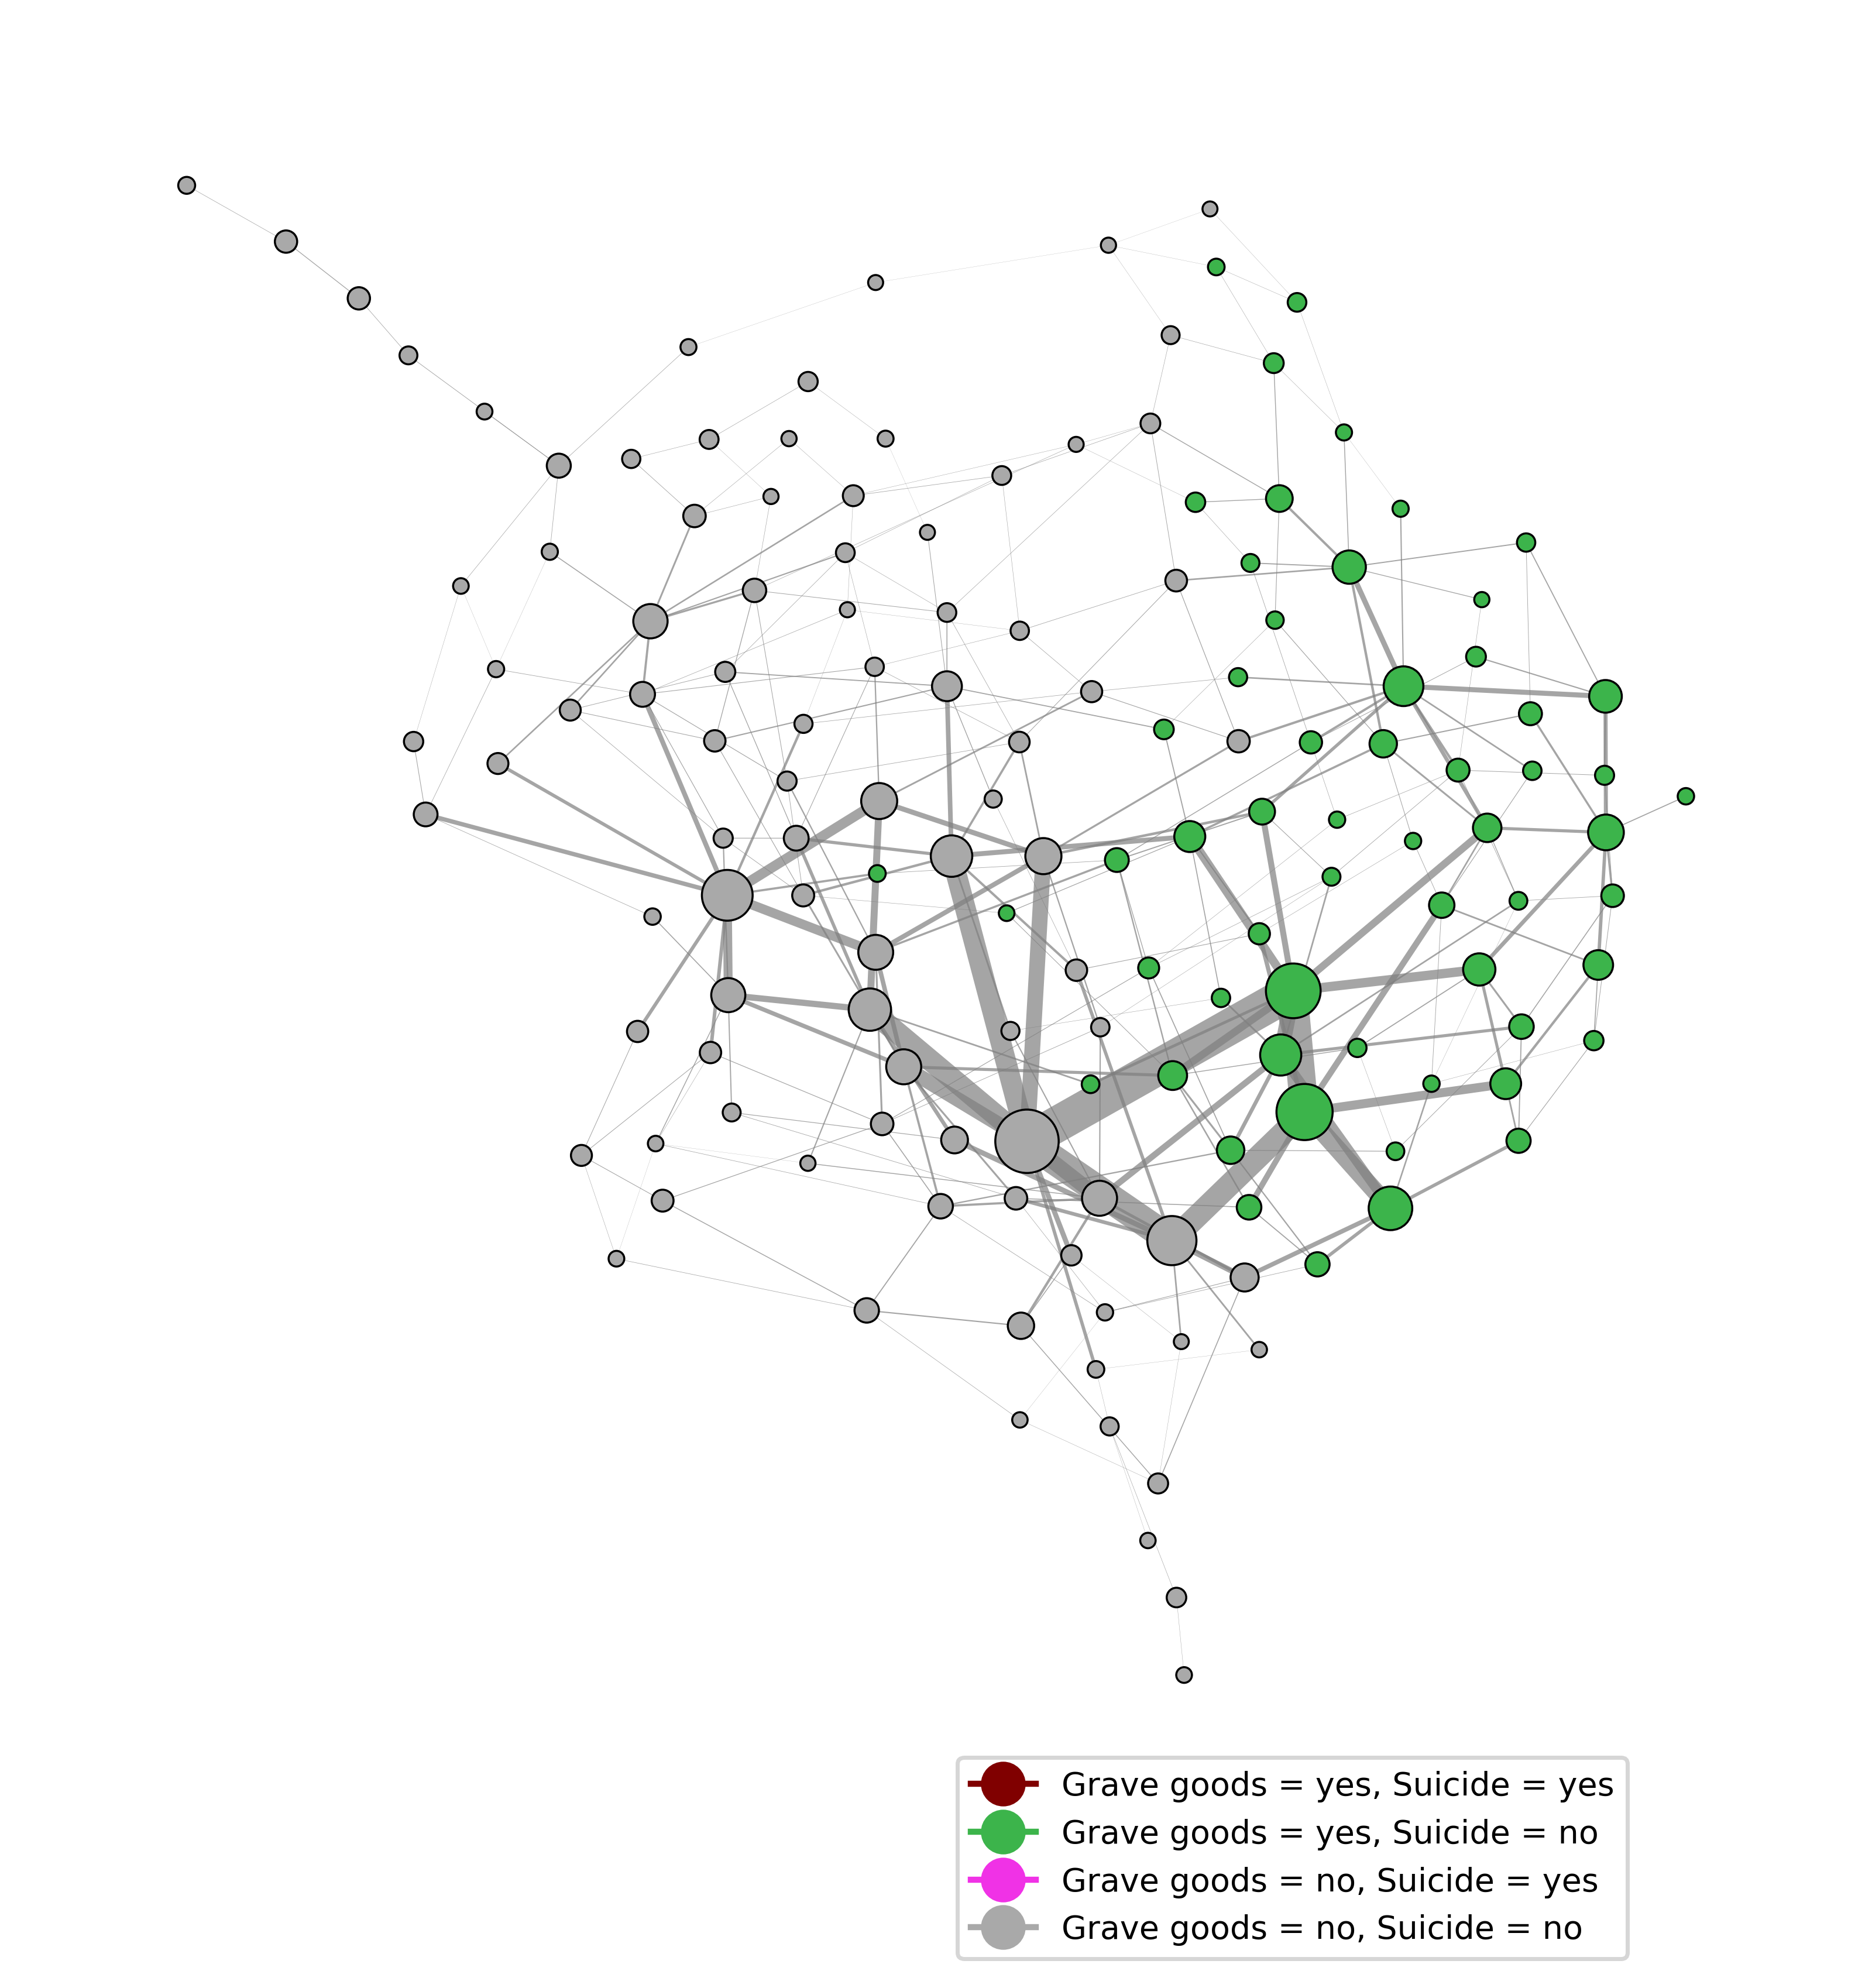 Grave goods = yes, Suicide = yes
Grave goods = yes, Suicide = no
Grave goods = no, Suicide = yes
Grave goods = no, Suicide = no